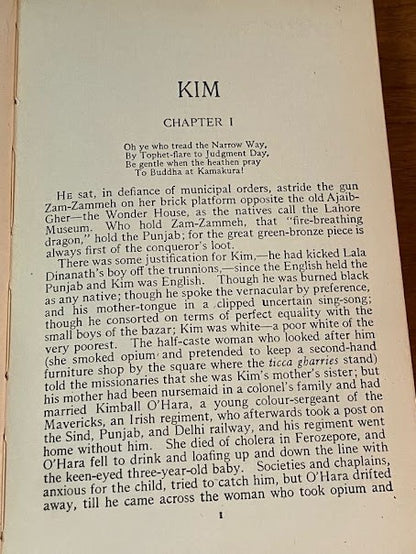 KIM
CHAPTER I
Oh ye who tread the Narrow Way,
By Tophet-flare to Judgment Day,
Be gentle when the heathen pray
To Buddha at Kamakura!
HE sat, in defiance of municipal orders, astride the gun
Zam-Zammeh on her brick platform opposite the old Ajaib-
Gher—the Wonder House, as the natives call the Lahore
Museum. Who hold Zam-Zammeh, that "fire-breathing
dragon," hold the Punjab; for the great green-bronze piece is
always first of the conqueror's loot.
There was some justification for Kim,—he had kicked Lala
Dinanath's boy off the trunnions,—since the English held the
Punjab and Kim was English. Though he was burned black
as any native; though he spoke the vernacular by preference,
and his mother-tongue in a clipped uncertain sing-song;
though he consorted on terms of perfect equality with the
small boys of the bazar; Kim was white—a poor white of the
very poorest. The half-caste woman who looked after him
(she smoked opium and pretended to keep a second-hand
furniture shop by the square where the ticca gharries stand)
told the missionaries that she was Kim's mother's sister; but
his mother had been nursemaid in a colonel's family and had
married Kimball O'Hara, a young colour-sergeant of the
Mavericks, an Irish regiment, who afterwards took a post on
the Sind, Punjab, and Delhi railway, and his regiment went
home without him. She died of cholera in Ferozepore, and
O'Hara fell to drink and loafing up and down the line with
the keen-eyed three-year-old baby. Societies and chaplains,
anxious for the child, tried to catch him, but O'Hara drifted
away, till he came across the woman who took opium and
1